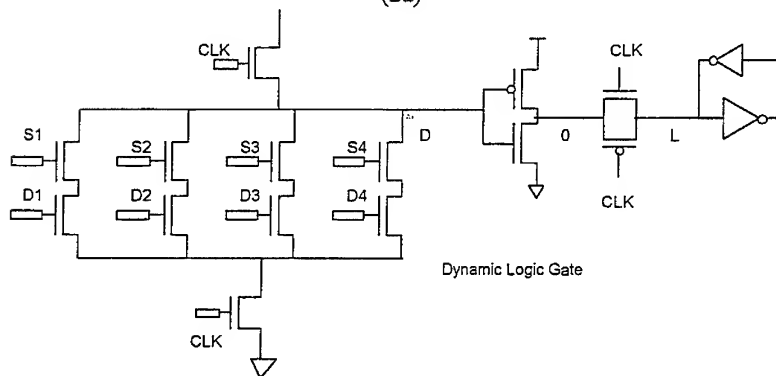 CLK
CLK
S1 S2 S3 S4
D 0 L
D1 D2 D3 D4
CLK
Dynamic Logic Gate
CLK